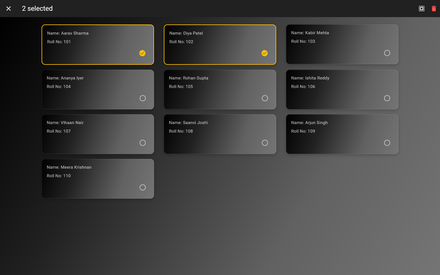 2 selected
Name: Aarav Sharma
Roll No: 101
Name: Diya Patel
Roll No: 102
Name: Kabir Mehta
Roll No: 103
Name: Ananya Iyer
Roll No: 104
Name: Rohan Gupta
Roll No: 105
Name: Ishita Reddy
Roll No: 106
Name: Vihaan Nair
Roll No: 107
Name: Saanvi Joshi
Roll No: 108
Name: Arjun Singh
Roll No: 109
Name: Meera Krishnan
Roll No: 110